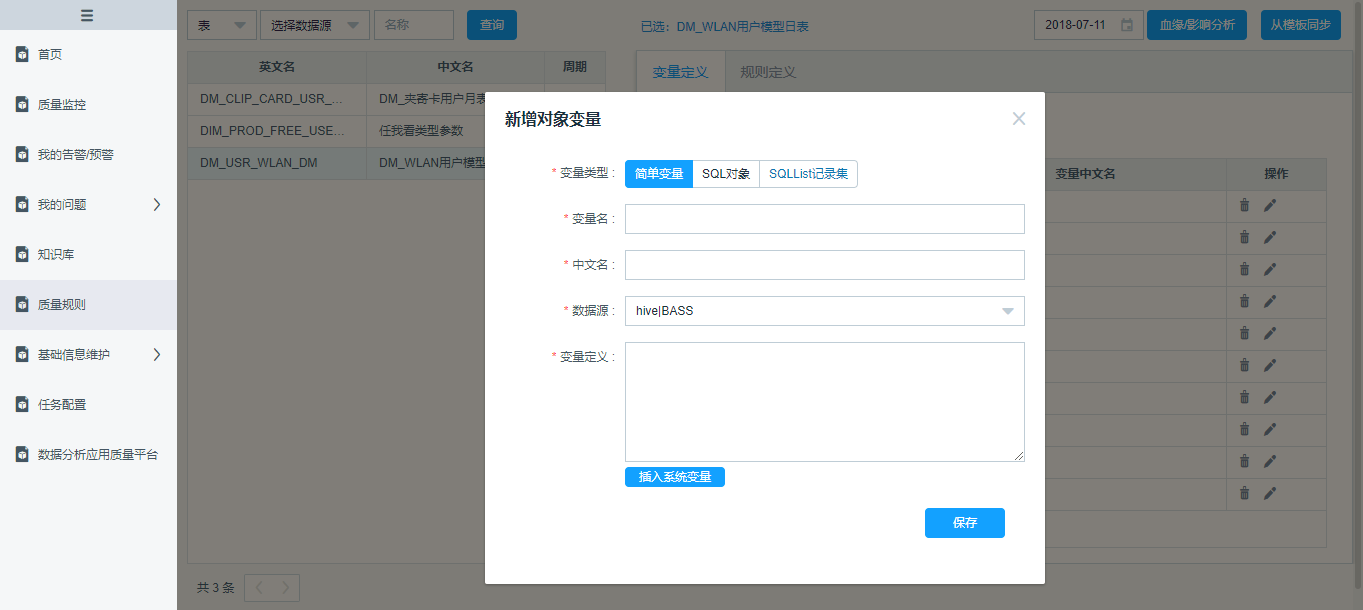 首页
质量监控
我的告警/预警
我的问题
知识库
质量规则
基础信息维护
任务配置
数据分析应用质量平台
表 选择数据源 名称 查询
已选： DM_WLAN用户模型日表
2018-07-11 血缘/影响分析 从模板同步
英文名 中文名 周期
DM_CLIP_CARD_USR_... DM_夹寄卡用户月表
DIM_PROD_FREE_USE... 任我看类型参数
DM_USR_WLAN_DM DM_WLAN用户模型
共 3 条
变量定义 规则定义
变量中文名 操作
新增对象变量
* 变量类型 : 简单变量 SQL对象 SQLList记录集
* 变量名 :
* 中文名 :
* 数据源 : hive|BASS
* 变量定义 :
插入系统变量
保存